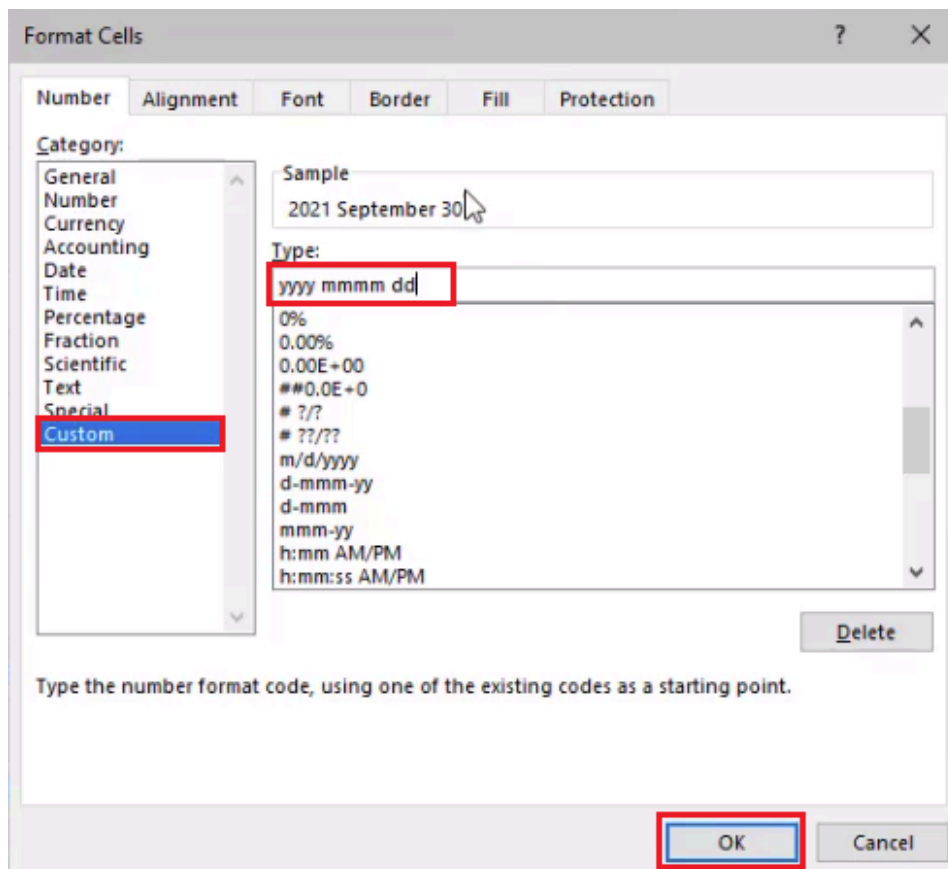 Format Cells ?
Number Alignment Font Border Fill Protection
Category:
General
Number
Currency
Accounting
Date
Time
Percentage
Fraction
Scientific
Text
Special
Custom
Sample
2021 September 30
Type:
yyyy mmmm dd
0%
0.00%
0.00E+00
##0.0E+0
# ?/?
# ??/??
m/d/yyyy
d-mmm-yy
d-mmm
mmm-yy
h:mm AM/PM
h:mm:ss AM/PM
Delete
Type the number format code, using one of the existing codes as a starting point.
OK Cancel